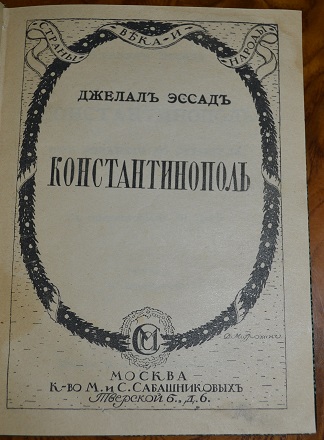 СТРАНЫ ВѢКА-И НАРОДЫ
ДЖЕЛАЛЪ ЭССАДЪ
КОНСТАНТИНОПОЛЬ
МОСКВА
К-ВО М. и С. САБАШНИКОВЫХЪ
Тверской б., д. 6.